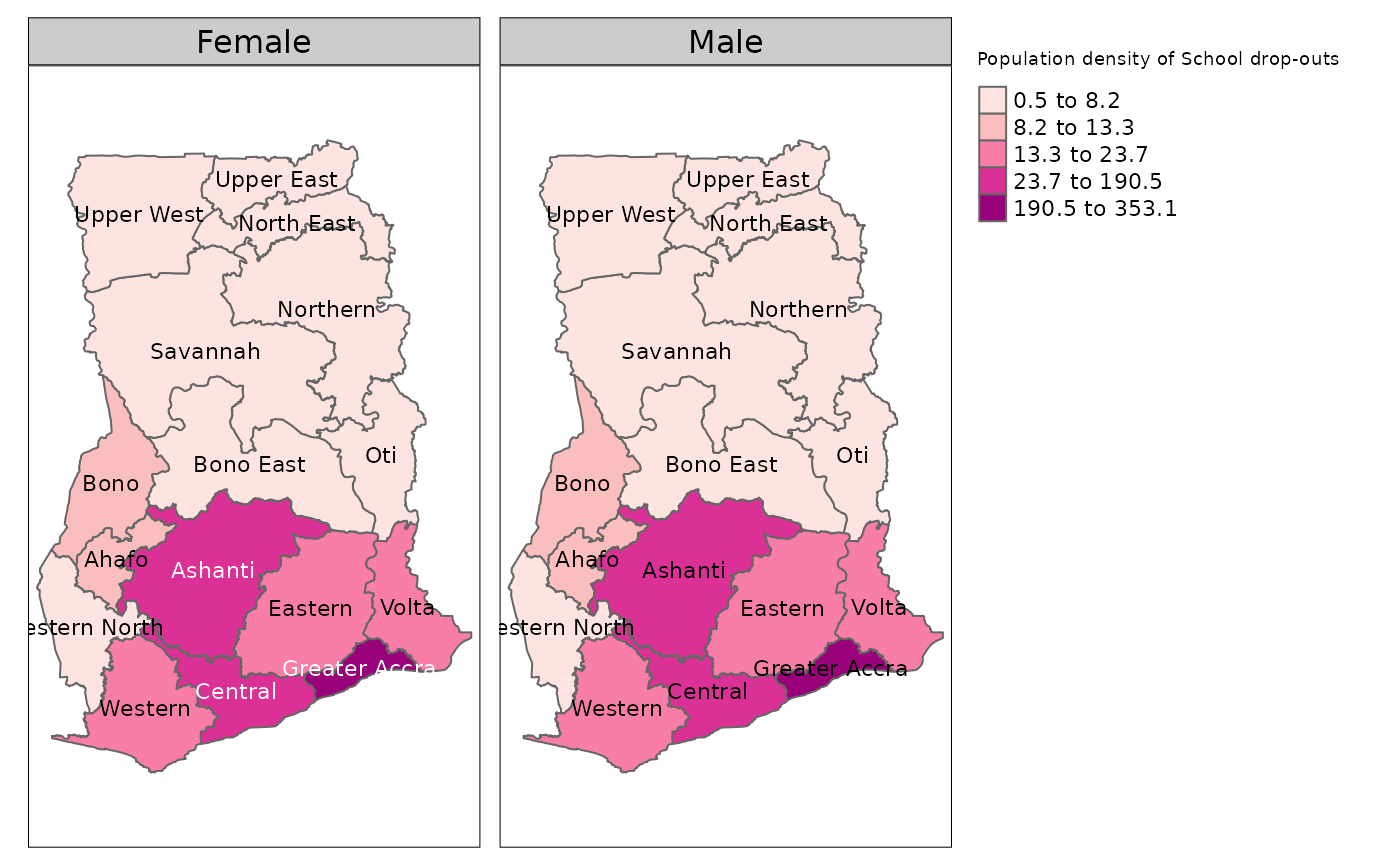 Female
Upper East
Upper West
North East
Northern
Savannah
Oti
Bono East
Bono
Ahafo
Ashanti
Eastern
Volta
estern North
Greater Accra
Central
Western
Male
Upper East
Upper West
North East
Northern
Savannah
Oti
Bono East
Bono
Ahafo
Ashanti
Eastern
Volta
estern North
Greater Accra
Central
Western
Population density of School drop-outs
0.5 to 8.2
8.2 to 13.3
13.3 to 23.7
23.7 to 190.5
190.5 to 353.1